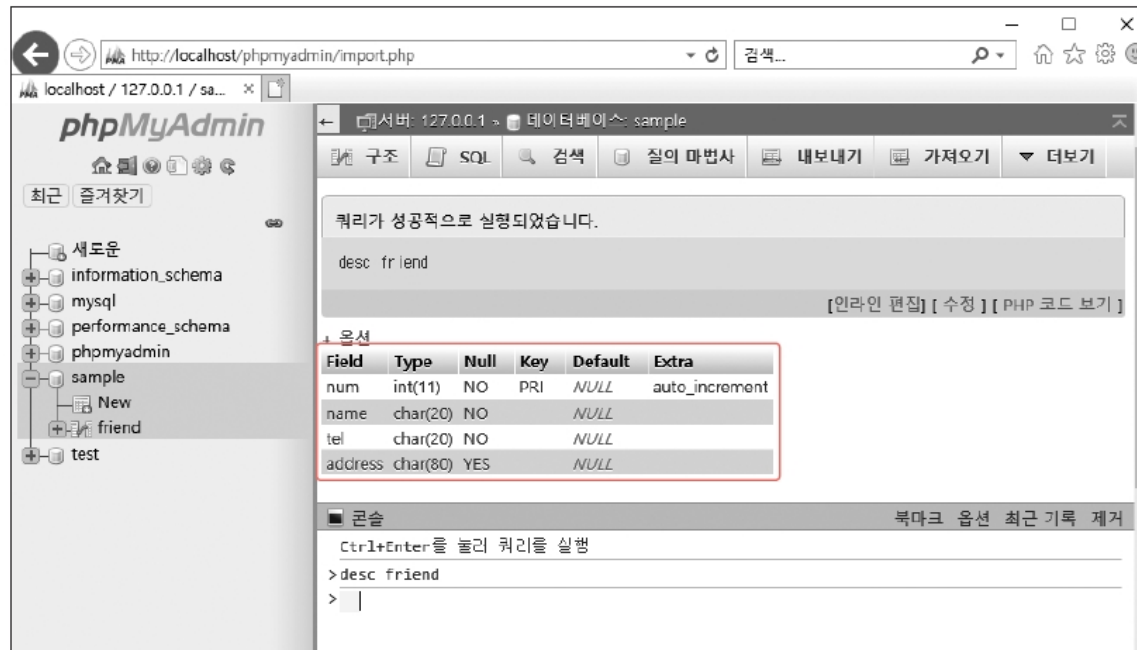 http://localhost/phpmyadmin/import.php
검색...
localhost / 127.0.0.1 / sa...
phpMyAdmin
최근 즐겨찾기
새로운
information_schema
mysql
performance_schema
phpmyadmin
sample
New
friend
test
서버: 127.0.0.1 » 데이터베이스: sample
구조 SQL 검색 질의 마법사 내보내기 가져오기 더보기
쿼리가 성공적으로 실행되었습니다.
desc friend
[인라인 편집] [ 수정 ] [ PHP 코드 보기 ]
+ 옵션
Field Type Null Key Default Extra
num int(11) NO PRI NULL auto_increment
name char(20) NO NULL
tel char(20) NO NULL
address char(80) YES NULL
콘솔 북마크 옵션 최근 기록 제거
Ctrl+Enter를 눌러 쿼리를 실행
>desc friend
>